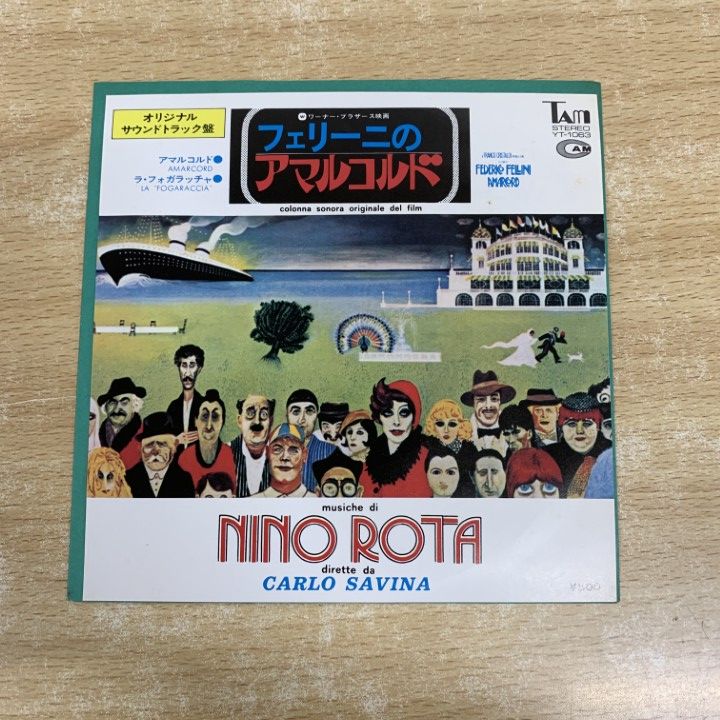 オリジナル
サウンドトラック盤
アマルコルド●
AMARCORD
ラ・フォガラッチャ●
LA "FOGARACCIA"
ワーナー・ブラザース映画
フェリーニの
アマルコルド
colonna sonora originale del film
TAM
STEREO
YT-1063
CAM
FEDERICO FELLINI
AMARCORD
musiche di
NINO ROTA
dirette da
CARLO SAVINA